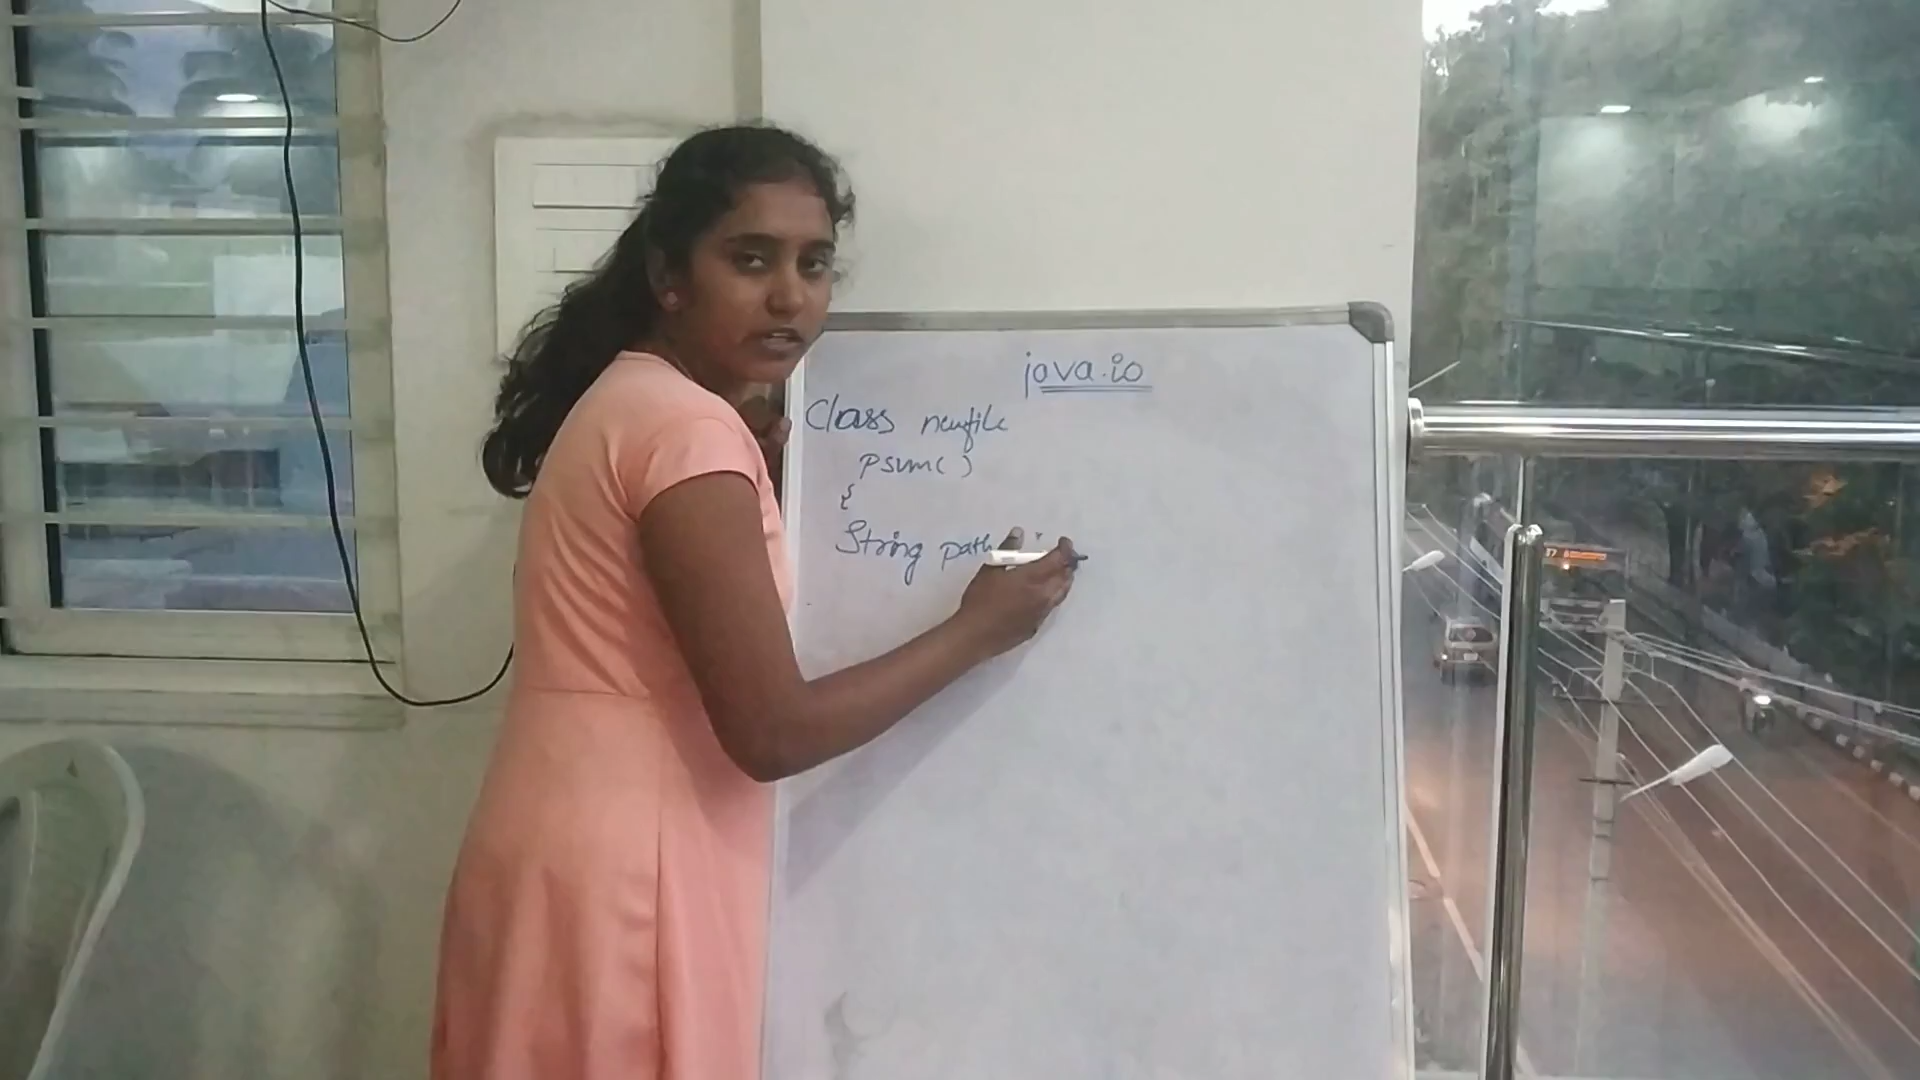 java.io
Class newfile
psvm( )
{
String path